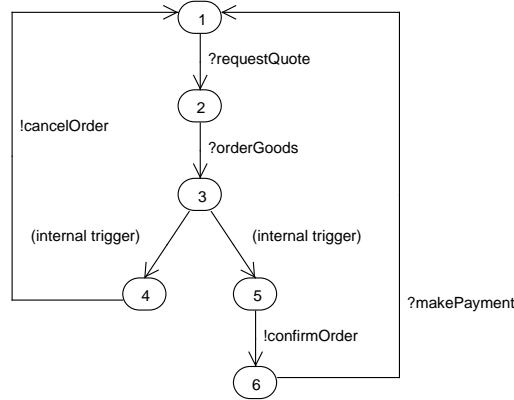 1
?requestQuote
2
!cancelOrder
?orderGoods
3
(internal trigger)
(internal trigger)
4
5
?makePayment
!confirmOrder
6